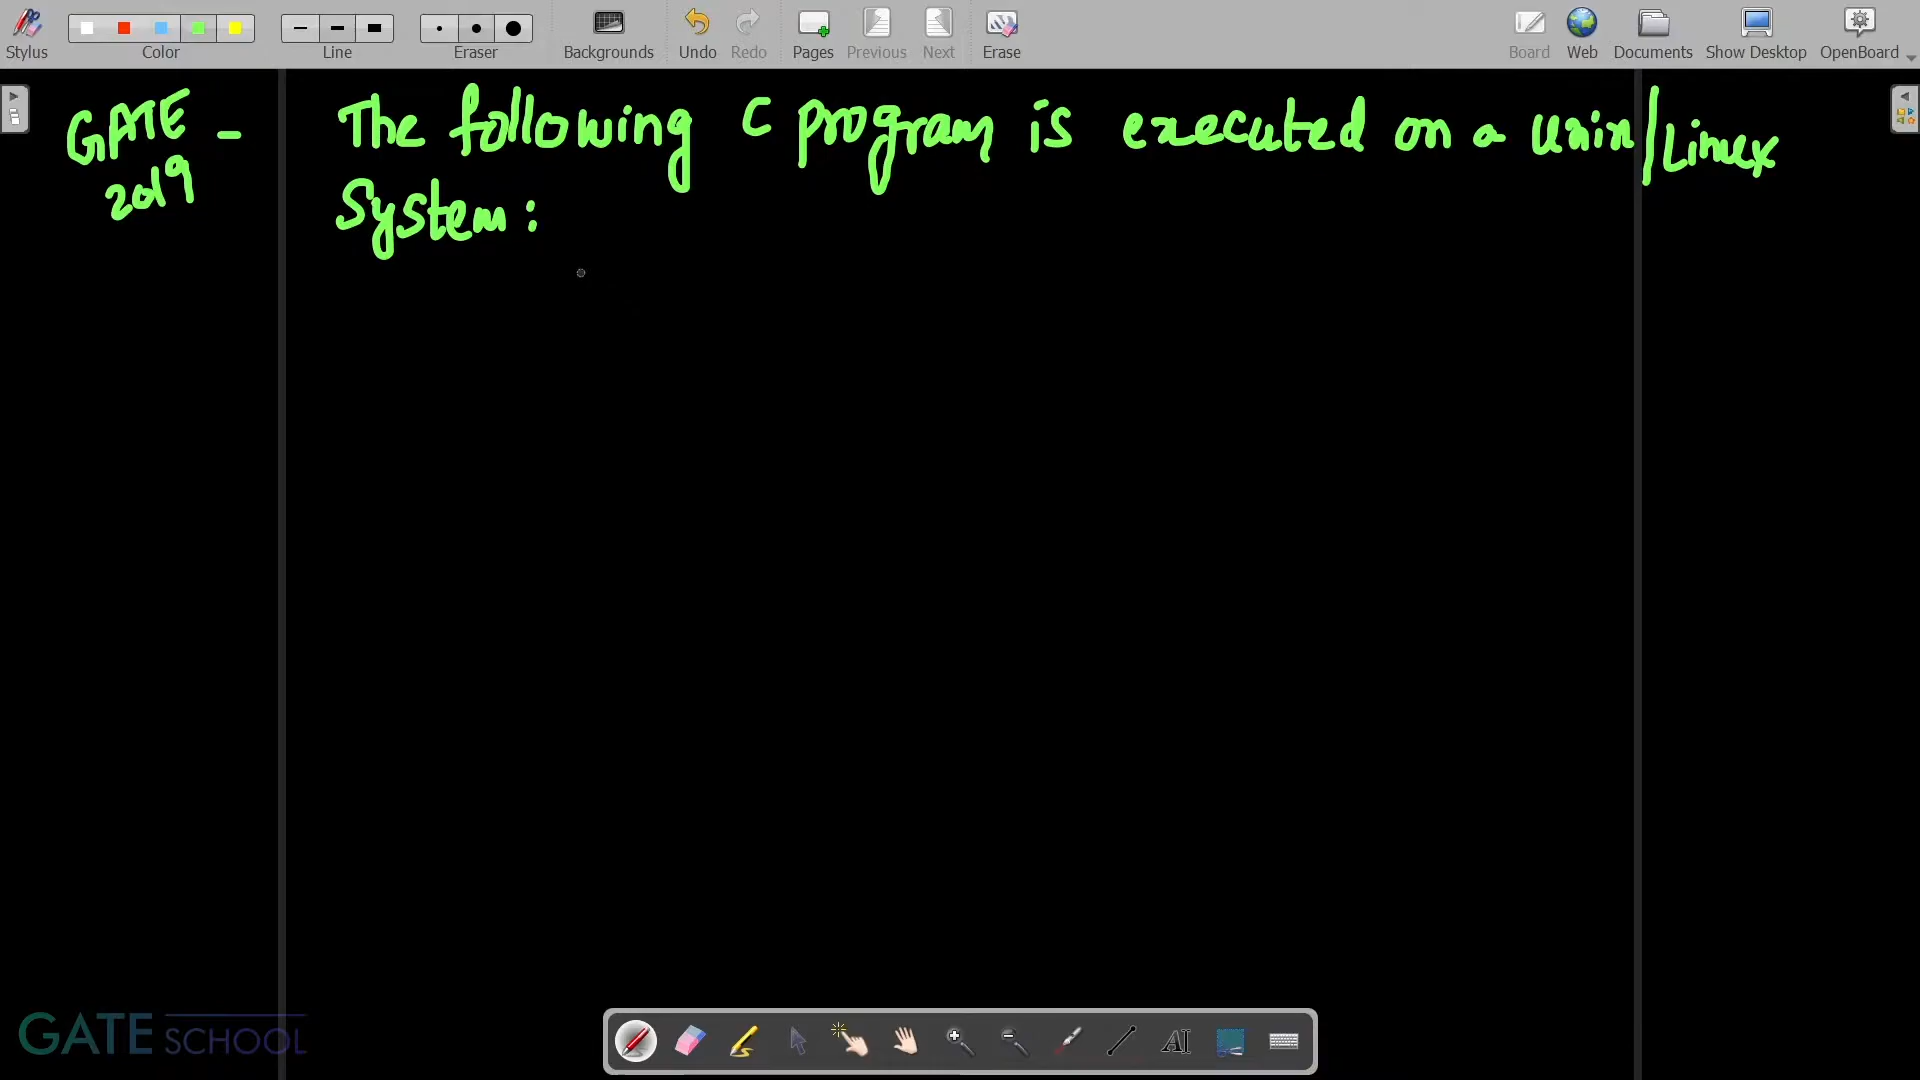 Stylus Color Line Eraser Backgrounds Undo Redo Pages Previous Next Erase Board Web Documents Show Desktop OpenBoard
GATE - The following C program is executed on a Unix/Linux
2019 System:
GATE SCHOOL